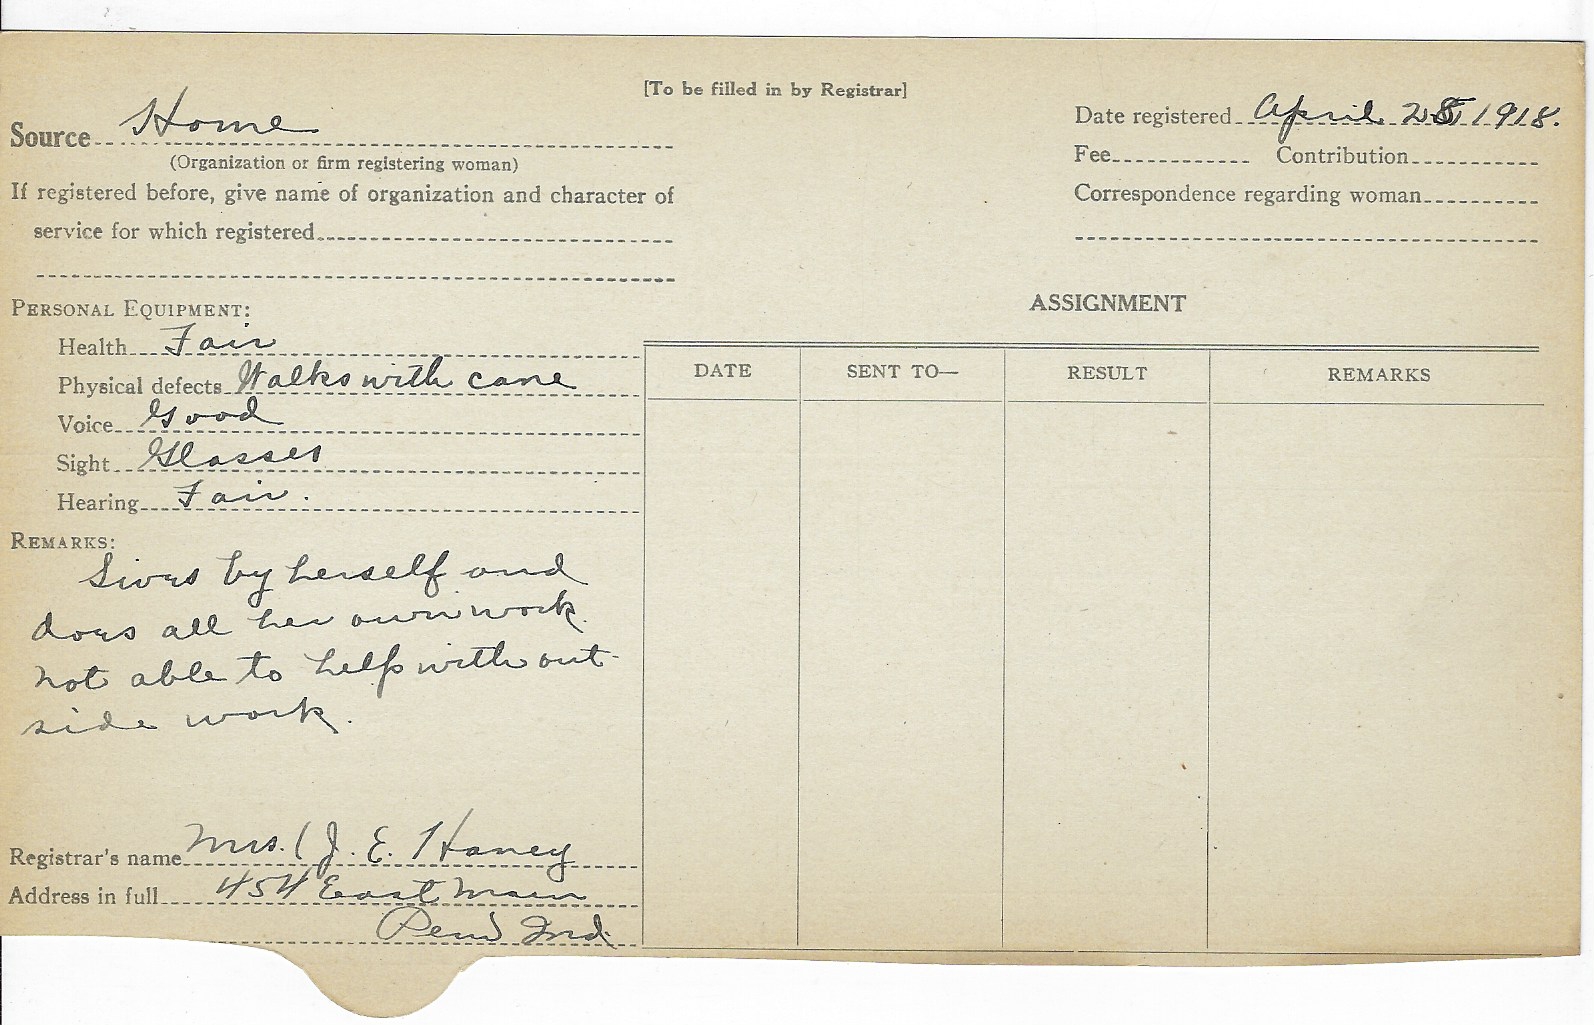 [To be filled in by Registrar]
Source Home
(Organization or firm registering woman)
If registered before, give name of organization and character of
service for which registered
Date registered April 1918.
Fee Contribution
Correspondence regarding woman
PERSONAL EQUIPMENT:
Health Fair
Physical defects Walks with cane
Voice Good
Sight Glasses
Hearing Fair.
REMARKS:
Lives by herself and
does all her own work.
not able to help with out-
side work.
Registrar's name Mrs. (J. E. Haney
Address in full 454 East Main
Peru Ind.
ASSIGNMENT
DATE SENT TO— RESULT REMARKS